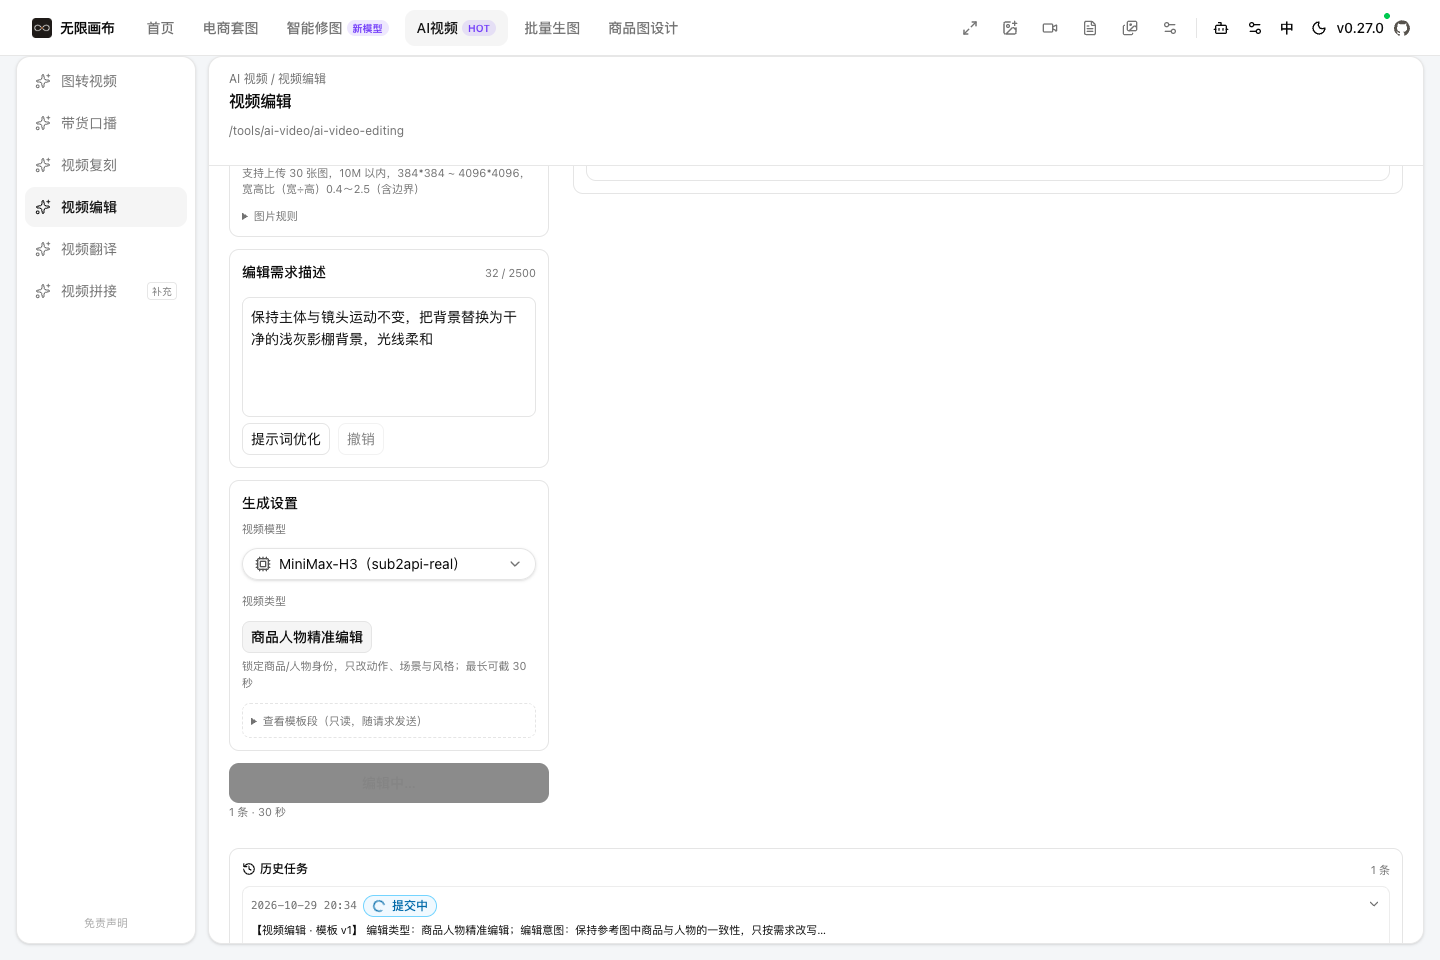 无限画布
首页
电商套图
智能修图 新模型
AI视频 HOT
批量生图
商品图设计
中
v0.27.0
图转视频
带货口播
视频复刻
视频编辑
视频翻译
视频拼接 补充
免责声明
AI 视频 / 视频编辑
视频编辑
/tools/ai-video/ai-video-editing
支持上传 30 张图，10M 以内，384*384 ~ 4096*4096，
宽高比（宽÷高）0.4～2.5（含边界）
图片规则
编辑需求描述 32 / 2500
保持主体与镜头运动不变，把背景替换为干
净的浅灰影棚背景，光线柔和
提示词优化 撤销
生成设置
视频模型
MiniMax-H3（sub2api-real）
视频类型
商品人物精准编辑
锁定商品/人物身份，只改动作、场景与风格；最长可截 30
秒
查看模板段（只读，随请求发送）
编辑中…
1 条 · 30 秒
历史任务 1 条
2026-10-29 20:34 提交中
【视频编辑 · 模板 v1】 编辑类型：商品人物精准编辑；编辑意图：保持参考图中商品与人物的一致性，只按需求改写...